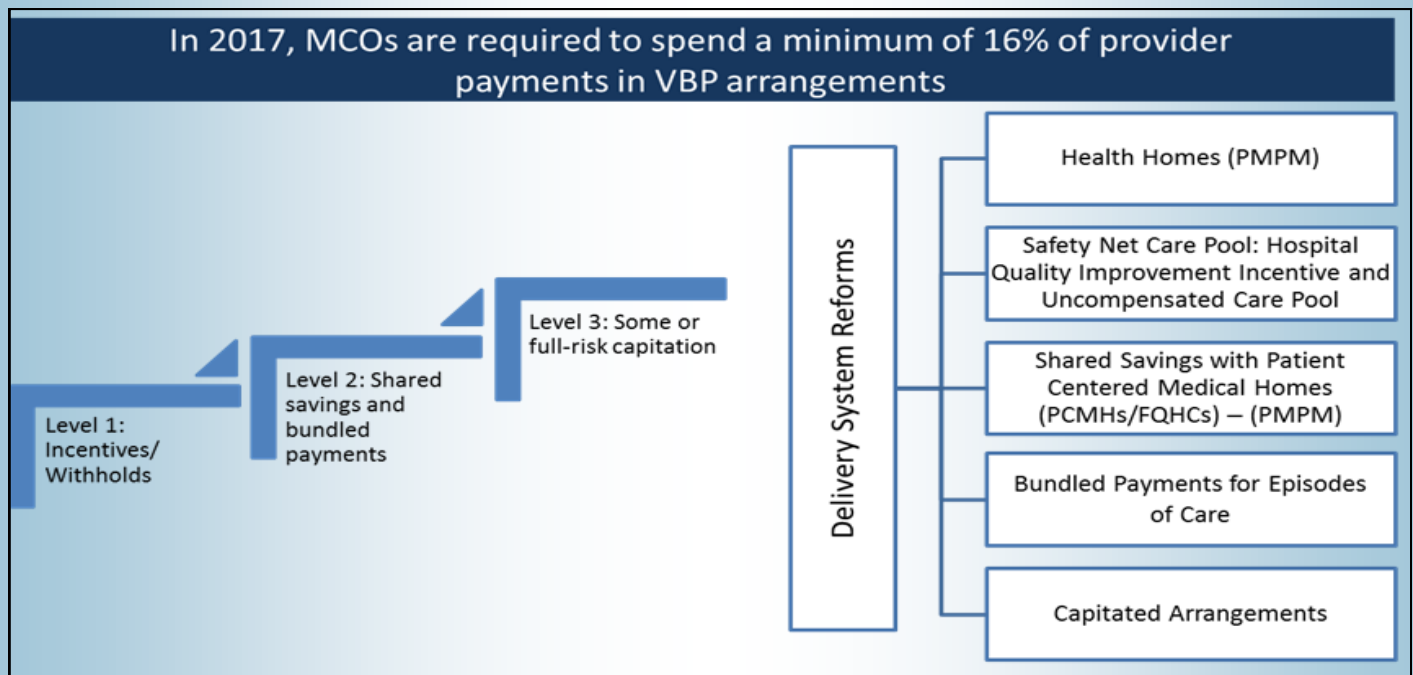 In 2017, MCOs are required to spend a minimum of 16% of provider
payments in VBP arrangements
Level 1:
Incentives/
Withholds
Level 2: Shared
savings and
bundled
payments
Level 3: Some or
full-risk capitation
Delivery System Reforms
Health Homes (PMPM)
Safety Net Care Pool: Hospital
Quality Improvement Incentive and
Uncompensated Care Pool
Shared Savings with Patient
Centered Medical Homes
(PCMHs/FQHCs) – (PMPM)
Bundled Payments for Episodes
of Care
Capitated Arrangements